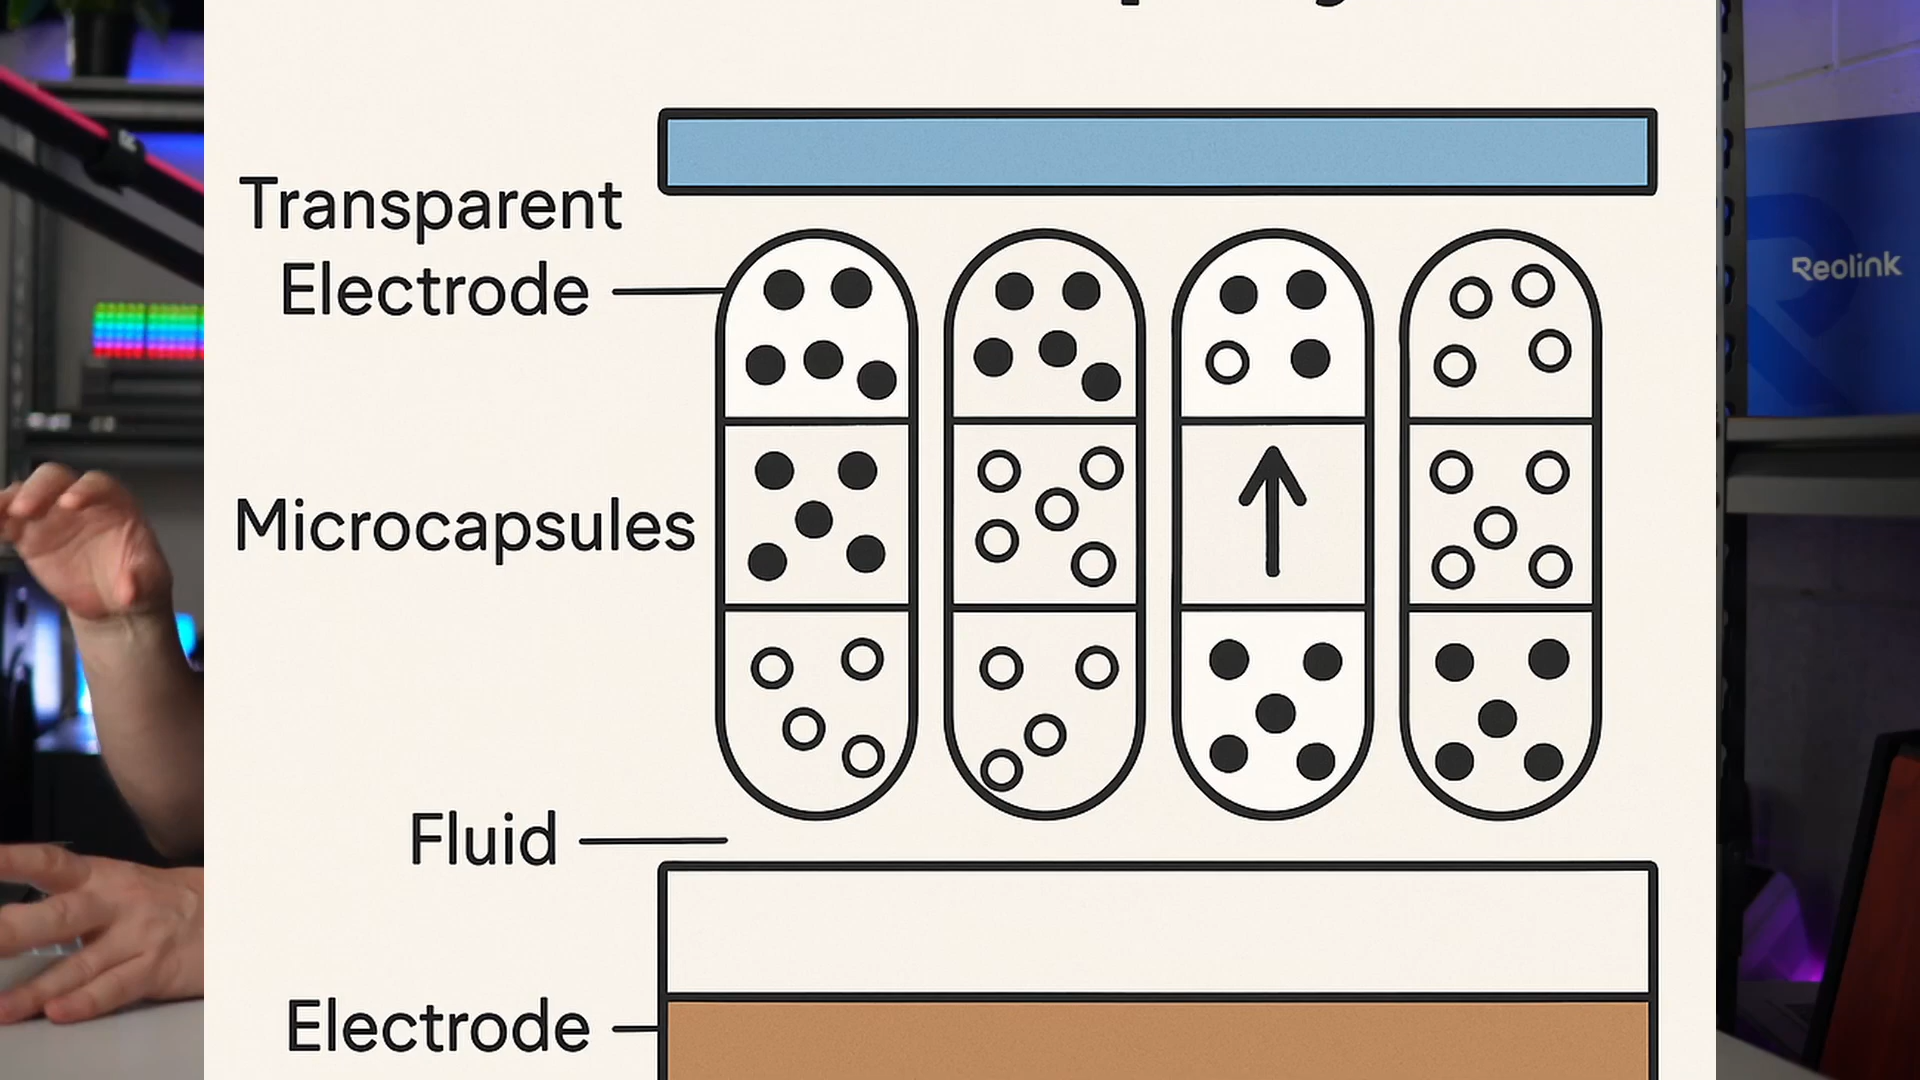 Transparent
Electrode
Microcapsules
Fluid
Electrode
Reolink